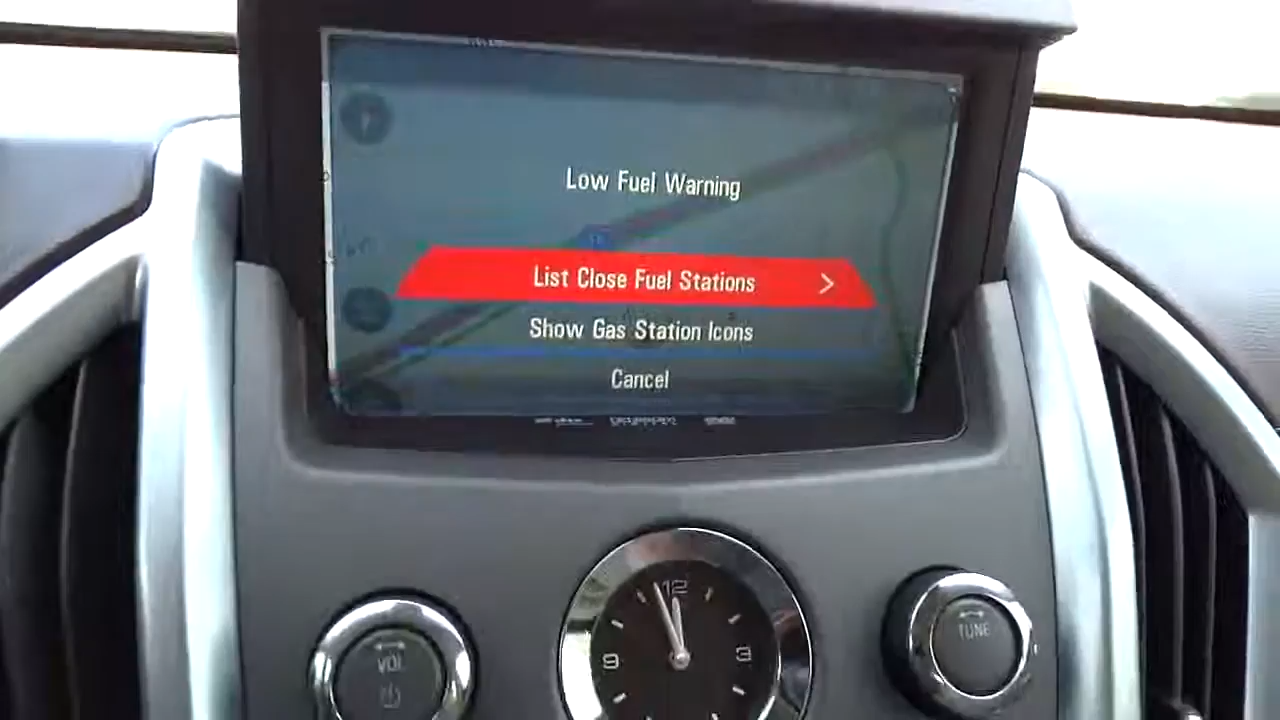 Low Fuel Warning
List Close Fuel Stations >
Show Gas Station Icons
Cancel
12
9 3
VOL
TUNE